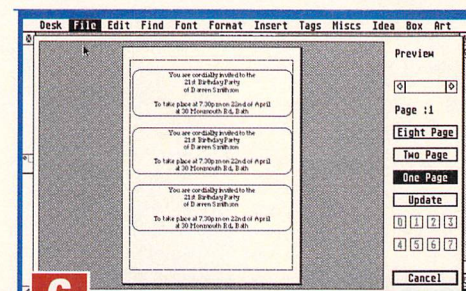 Desk File Edit Find Font Format Insert Tags Miscs Idea Box Art
Preview
Page :1
Eight Page
Two Page
One Page
Update
0 1 2 3
4 5 6 7
Cancel
You are cordially invited to the
21st Birthday Party
of Darren Smithson
To take place at 7:30pm on 22nd of April
at 30 Monmouth Rd, Bath
You are cordially invited to the
21st Birthday Party
of Darren Smithson
To take place at 7:30pm on 22nd of April
at 30 Monmouth Rd, Bath
You are cordially invited to the
21st Birthday Party
of Darren Smithson
To take place at 7:30pm on 22nd of April
at 30 Monmouth Rd, Bath